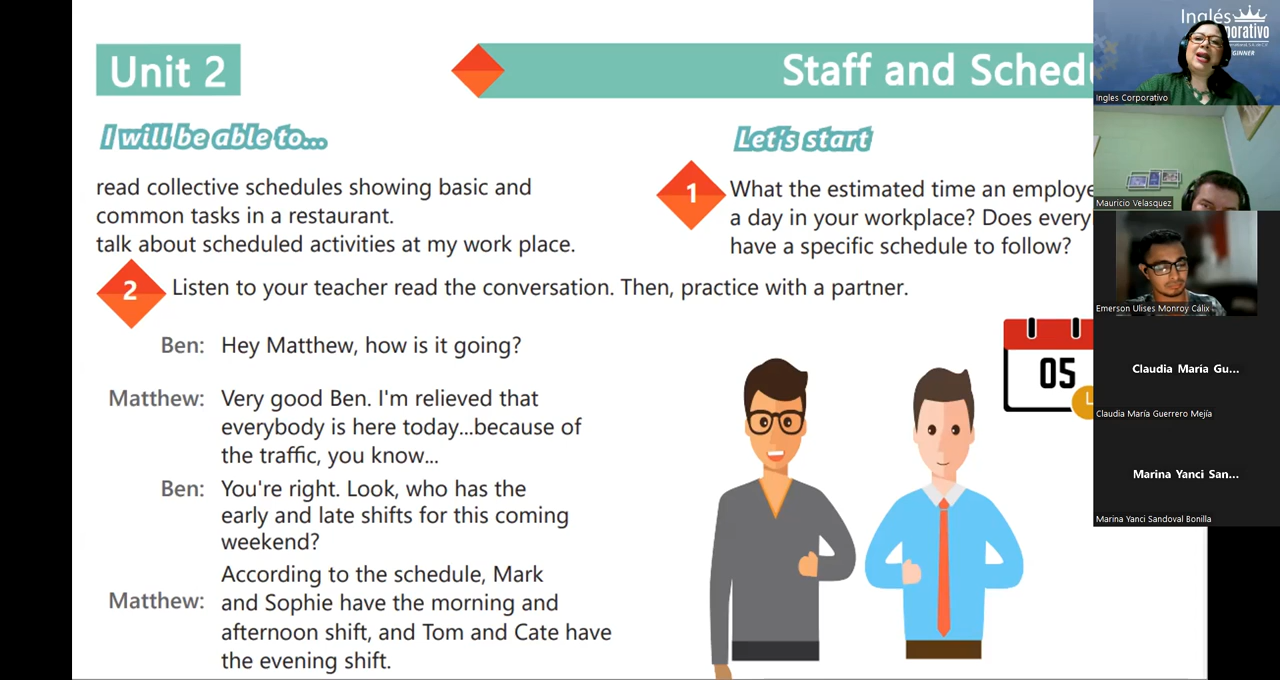 Unit 2
Staff and Schedu
I will be able to...
read collective schedules showing basic and
common tasks in a restaurant.
talk about scheduled activities at my work place.
Let's start
1
What the estimated time an employe
a day in your workplace? Does every
have a specific schedule to follow?
2
Listen to your teacher read the conversation. Then, practice with a partner.
Ben: Hey Matthew, how is it going?
Matthew: Very good Ben. I'm relieved that
everybody is here today...because of
the traffic, you know...
Ben: You're right. Look, who has the
early and late shifts for this coming
weekend?
According to the schedule, Mark
Matthew: and Sophie have the morning and
afternoon shift, and Tom and Cate have
the evening shift.
05
Inglés
porativo
GINNER
Ingles Corporativo
Mauricio Velasquez
Emerson Ulises Monroy Cálix
Claudia María Gu...
Claudia María Guerrero Mejía
Marina Yanci San...
Marina Yanci Sandoval Bonilla